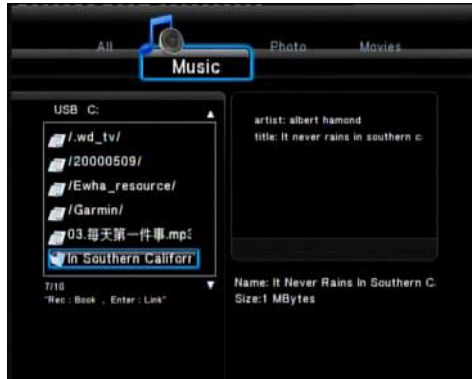 All
Photo
Movies
Music
USB C:
/.wd_tv/
/20000509/
/Ewha_resource/
/Garmin/
03.每天第一件事.mp3
In Southern Californ
7/10
"Rec : Book , Enter : Link"
artist: albert hamond
title: It never rains in southern c
Name: It Never Rains In Southern C
Size:1 MBytes